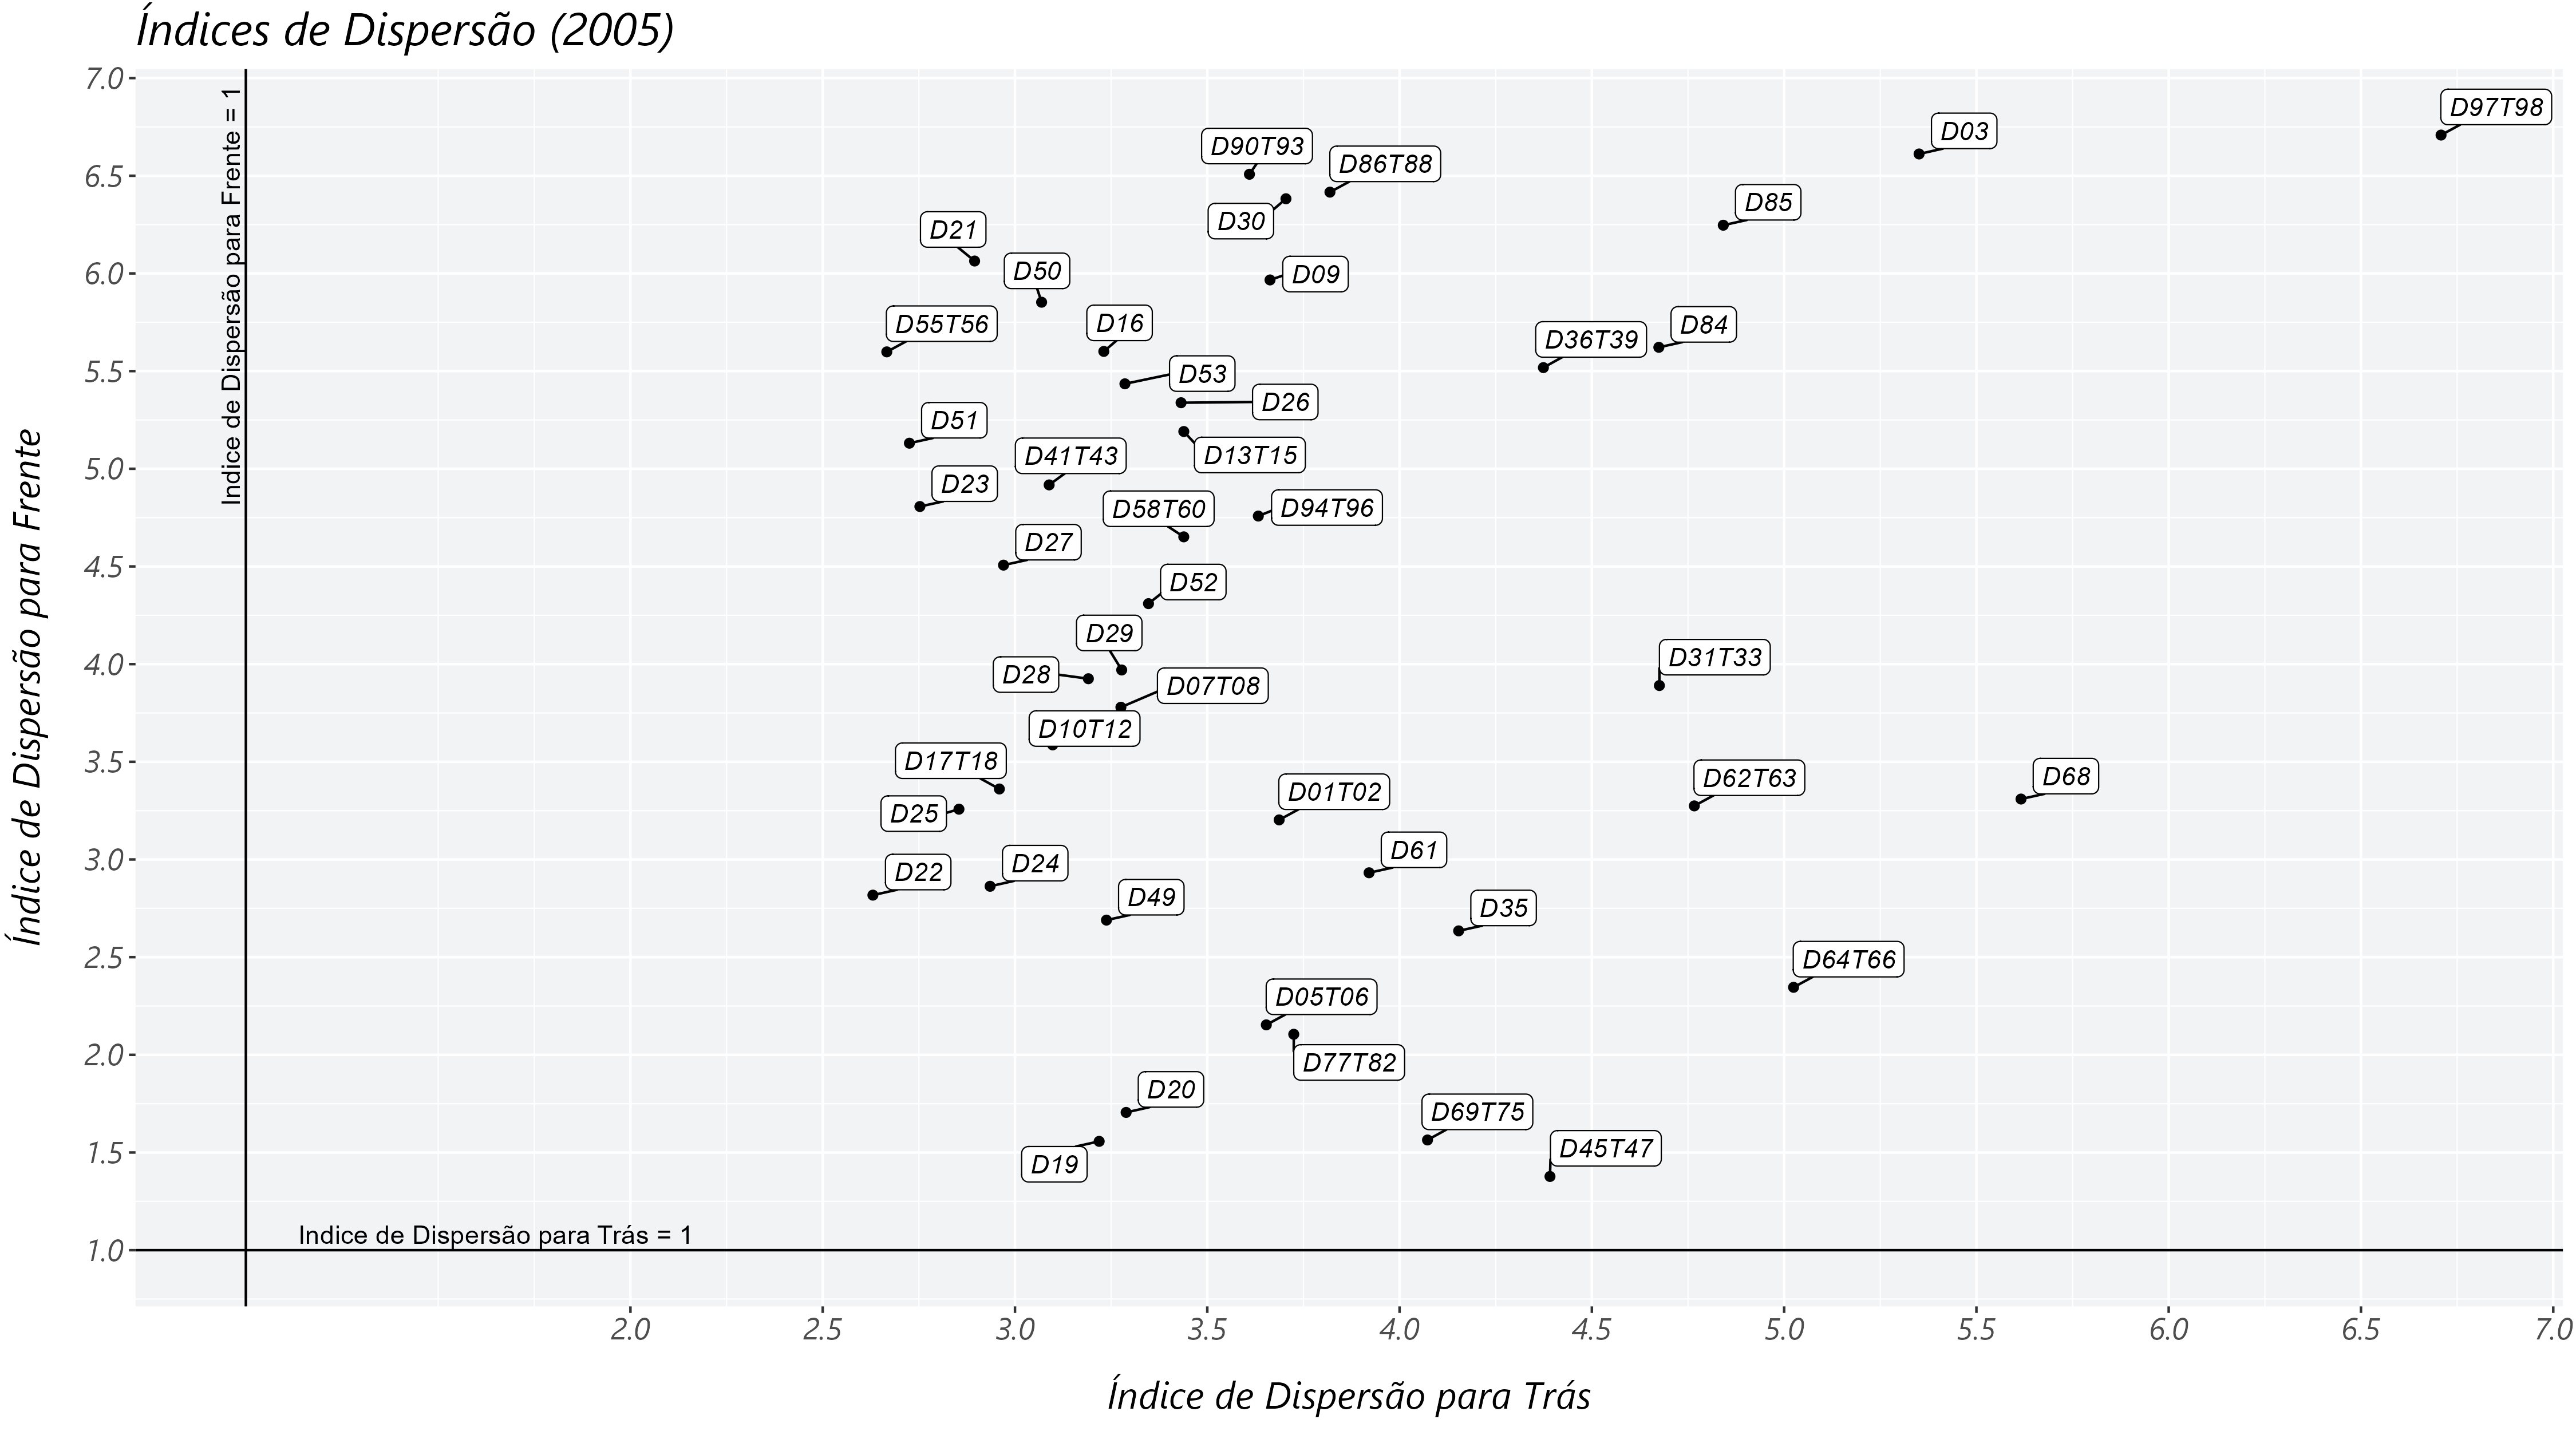 Índices de Dispersão (2005)
7.0
6.5
6.0
5.5
5.0
4.5
4.0
3.5
3.0
2.5
2.0
1.5
1.0
Índice de Dispersão para Frente
Indice de Dispersão para Frente = 1
D97T98
D03
D90T93
D86T88
D85
D30
D21
D50
D09
D55T56
D16
D84
D36T39
D53
D26
D51
D41T43
D13T15
D23
D58T60
D94T96
D27
D52
D29
D31T33
D28
D07T08
D10T12
D17T18
D62T63
D68
D01T02
D25
D61
D24
D22
D49
D35
D64T66
D05T06
D77T82
D20
D69T75
D45T47
D19
Indice de Dispersão para Trás = 1
2.0
2.5
3.0
3.5
4.0
4.5
5.0
5.5
6.0
6.5
7.0
Índice de Dispersão para Trás